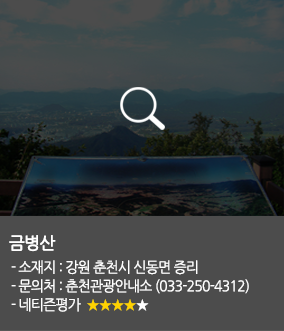 금병산
- 소재지 : 강원 춘천시 신동면 증리
- 문의처 : 춘천관광안내소 (033-250-4312)
- 네티즌평가 ★★★★★